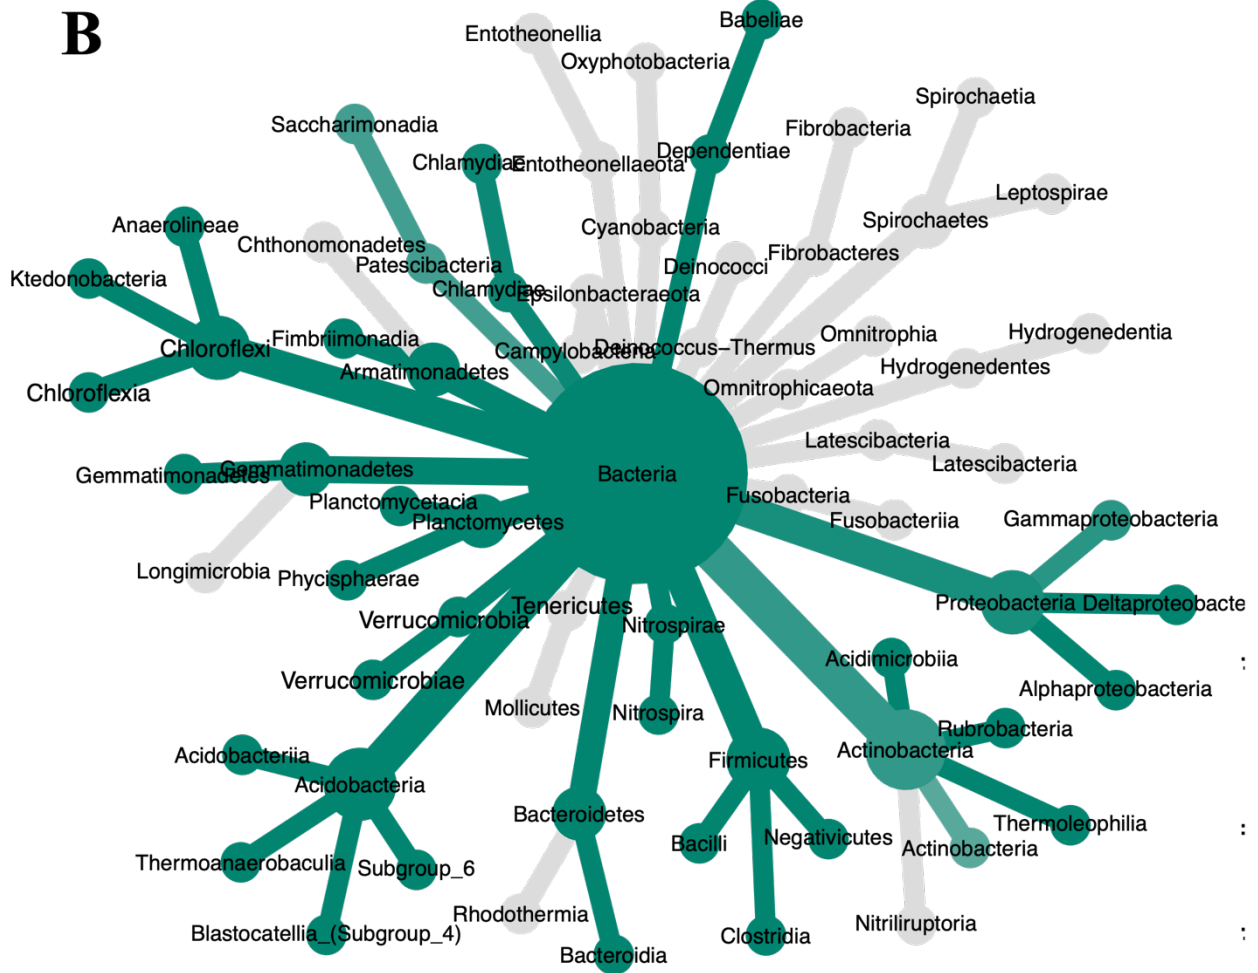 B
Babeliae
Entotheonellia
Oxyphotobacteria
Spirochaetia
Saccharimonadia
Fibrobacteria
Chlamydiae
Entotheonellaeota
Dependentiae
Leptospirae
Anaerolineae
Cyanobacteria
Spirochaetes
Chthonomonadetes
Fibrobacteres
Patescibacteria
Deinococci
Ktedonobacteria
Chlamydiae
Epsilonbacteraeota
Fimbriimonadia
Omnitrophia
Hydrogenedentia
Chloroflexi
Campylobacteria
Deinococcus–Thermus
Armatimonadetes
Hydrogenedentes
Chloroflexia
Omnitrophicaeota
Latescibacteria
Gemmatimonadetes
Gemmatimonadetes
Bacteria
Latescibacteria
Planctomycetacia
Fusobacteria
Planctomycetes
Fusobacteriia
Gammaproteobacteria
Longimicrobia
Phycisphaerae
Verrucomicrobia
Tenericutes
Nitrospirae
Proteobacteria
Deltaproteobacte
Acidimicrobiia
Verrucomicrobiae
Alphaproteobacteria
Mollicutes
Nitrospira
Rubrobacteria
Acidobacteriia
Firmicutes
Actinobacteria
Acidobacteria
Bacteroidetes
Thermoleophilia
Bacilli
Negativicutes
Actinobacteria
Thermoanaerobaculia
Subgroup_6
Rhodothermia
Nitriliruptoria
Blastocatellia_(Subgroup_4)
Clostridia
Bacteroidia